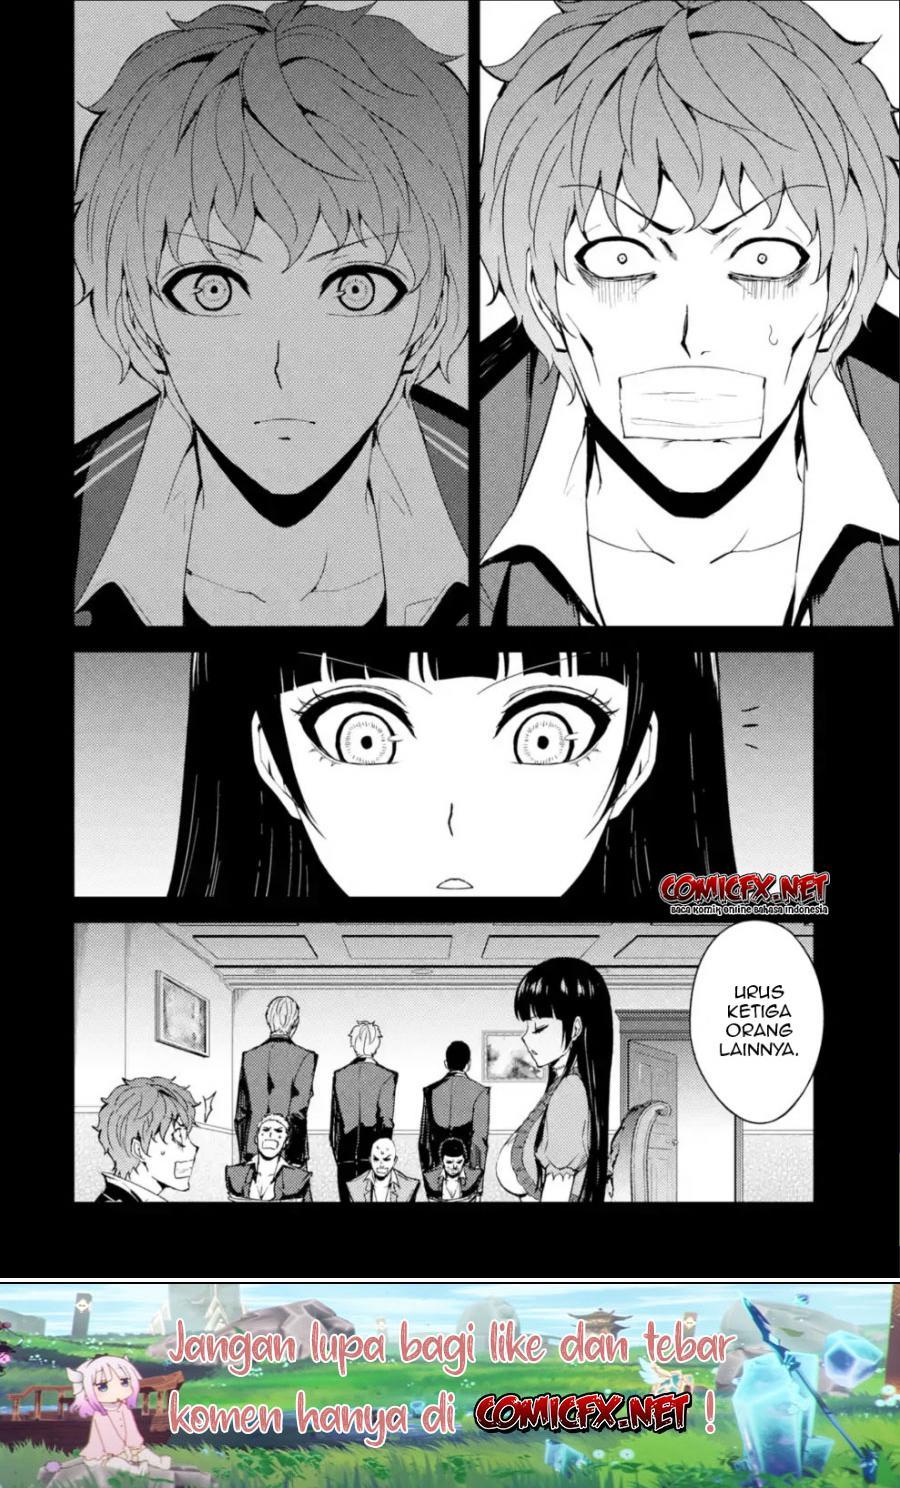 COMICFX.NET
Baca Komik Online Bahasa Indonesia
URUS
KETIGA
ORANG
LAINNYA.
Jangan lupa bagi like dan tebar
komen hanya di COMICFX.NET !